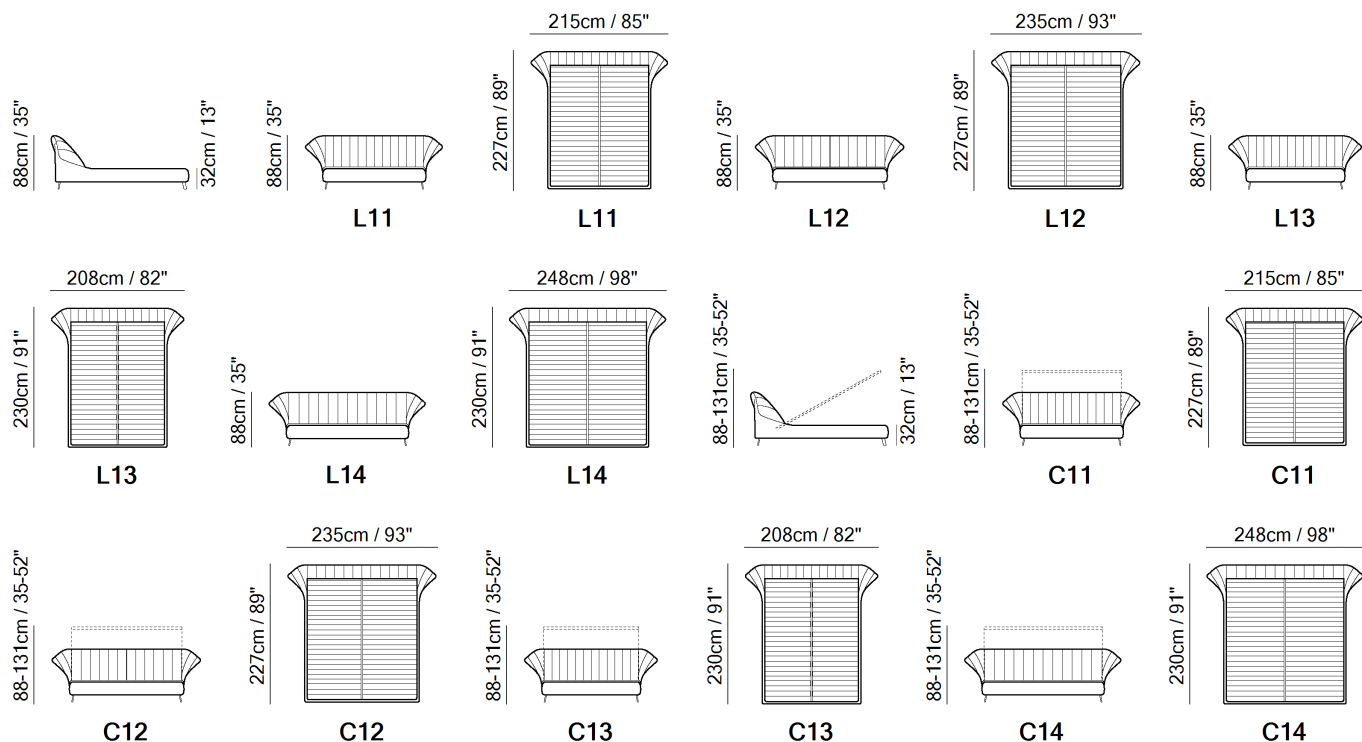 215cm / 85"
235cm / 93"
88cm / 35"
32cm / 13"
88cm / 35"
227cm / 89"
88cm / 35"
227cm / 89"
88cm / 35"
L11
L11
L12
L12
L13
208cm / 82"
248cm / 98"
215cm / 85"
230cm / 91"
88cm / 35"
230cm / 91"
88-131cm / 35-52"
32cm / 13"
88-131cm / 35-52"
227cm / 89"
L13
L14
L14
C11
C11
235cm / 93"
208cm / 82"
248cm / 98"
88-131cm / 35-52"
227cm / 89"
88-131cm / 35-52"
230cm / 91"
88-131cm / 35-52"
230cm / 91"
C12
C12
C13
C13
C14
C14